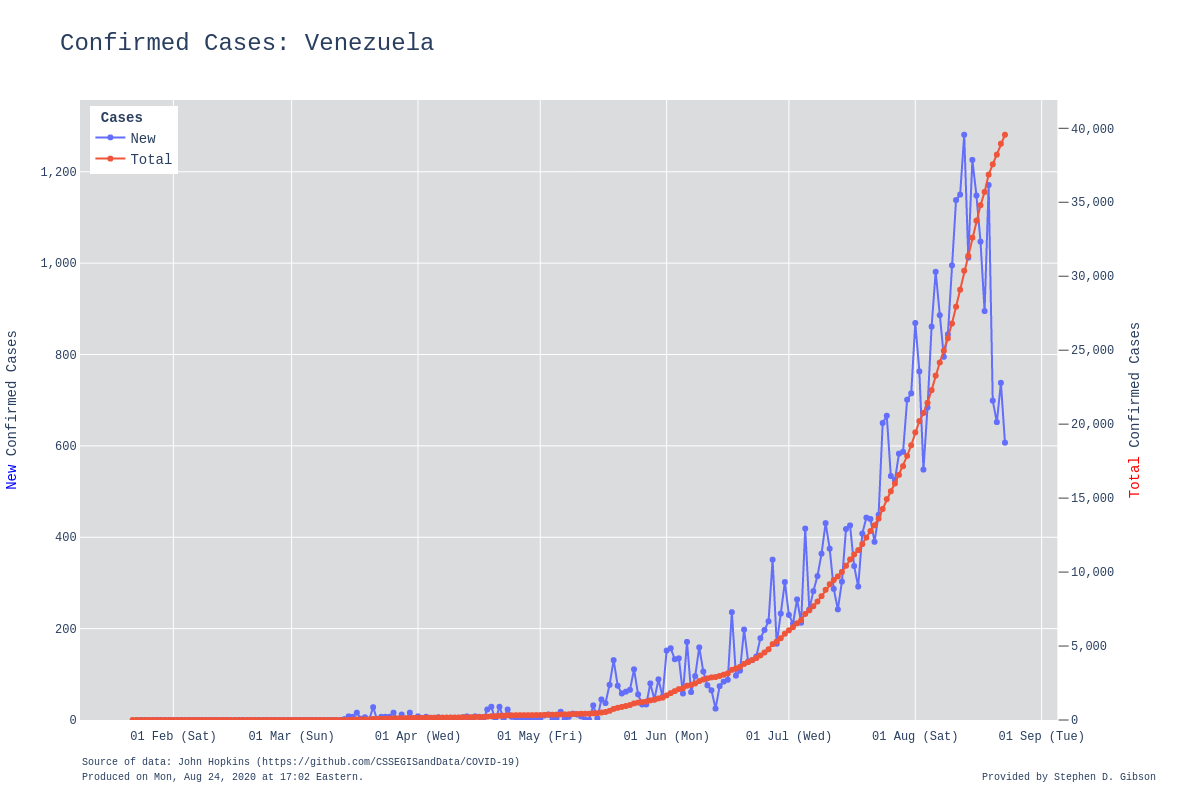 Confirmed Cases: Venezuela
Cases
New
Total
1,200
1,000
800
600
400
200
0
New Confirmed Cases
40,000
35,000
30,000
25,000
20,000
15,000
10,000
5,000
0
Total Confirmed Cases
01 Feb (Sat) 01 Mar (Sun) 01 Apr (Wed) 01 May (Fri) 01 Jun (Mon) 01 Jul (Wed) 01 Aug (Sat) 01 Sep (Tue)
Source of data: John Hopkins (https://github.com/CSSEGISandData/COVID-19)
Produced on Mon, Aug 24, 2020 at 17:02 Eastern.
Provided by Stephen D. Gibson